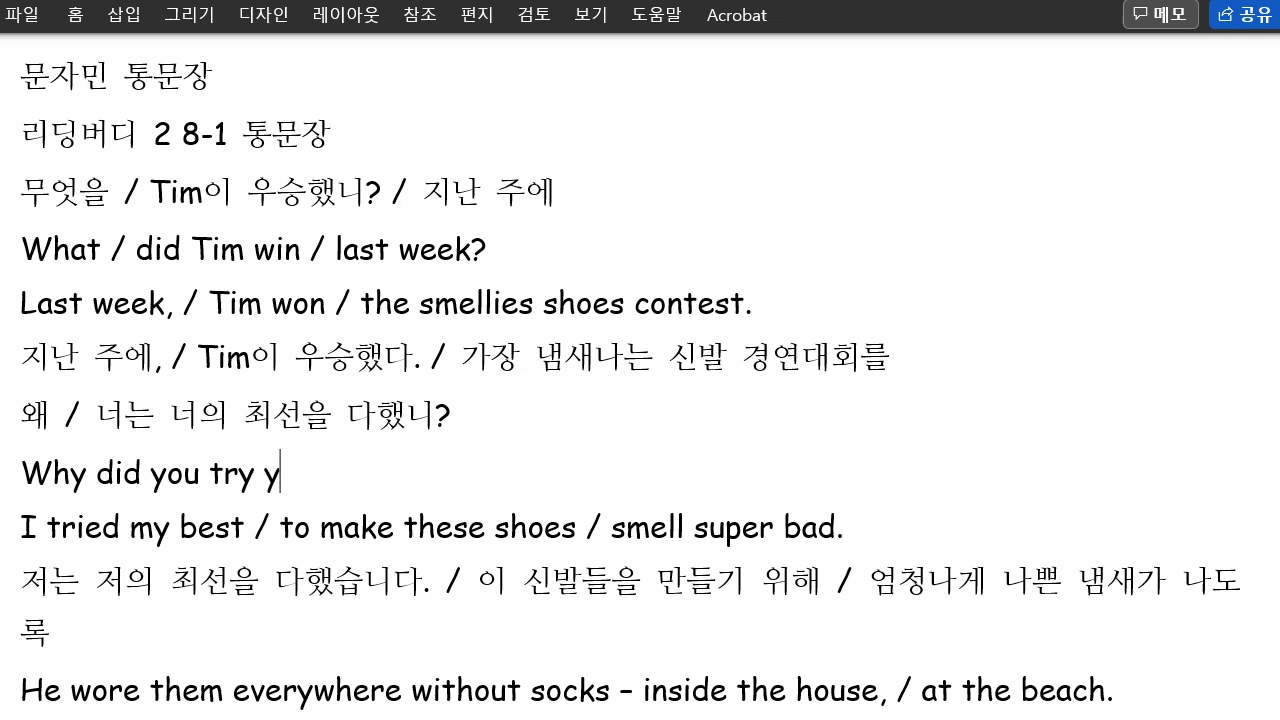 파일 홈 삽입 그리기 디자인 레이아웃 참조 편지 검토 보기 도움말 Acrobat 메모 공유
문자민 통문장
리딩버디 2 8-1 통문장
무엇을 / Tim이 우승했니? / 지난 주에
What / did Tim win / last week?
Last week, / Tim won / the smellies shoes contest.
지난 주에, / Tim이 우승했다. / 가장 냄새나는 신발 경연대회를
왜 / 너는 너의 최선을 다했니?
Why did you try y
I tried my best / to make these shoes / smell super bad.
저는 저의 최선을 다했습니다. / 이 신발들을 만들기 위해 / 엄청나게 나쁜 냄새가 나도
록
He wore them everywhere without socks – inside the house, / at the beach.